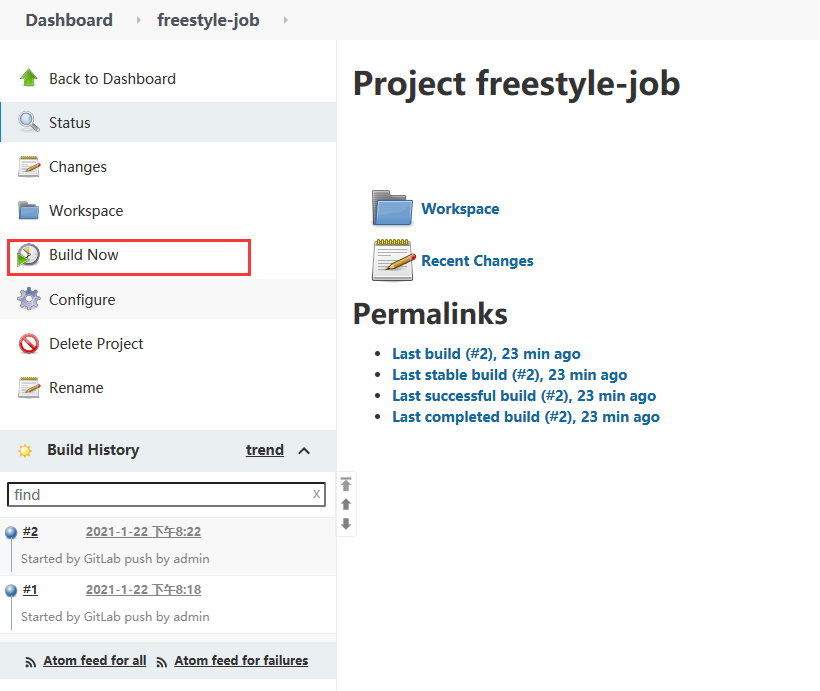 Dashboard freestyle-job
Back to Dashboard
Status
Changes
Workspace
Build Now
Configure
Delete Project
Rename
Build History trend
find x
#2 2021-1-22 下午8:22
Started by GitLab push by admin
#1 2021-1-22 下午8:18
Started by GitLab push by admin
Atom feed for all Atom feed for failures
Project freestyle-job
Workspace
Recent Changes
Permalinks
Last build (#2), 23 min ago
Last stable build (#2), 23 min ago
Last successful build (#2), 23 min ago
Last completed build (#2), 23 min ago